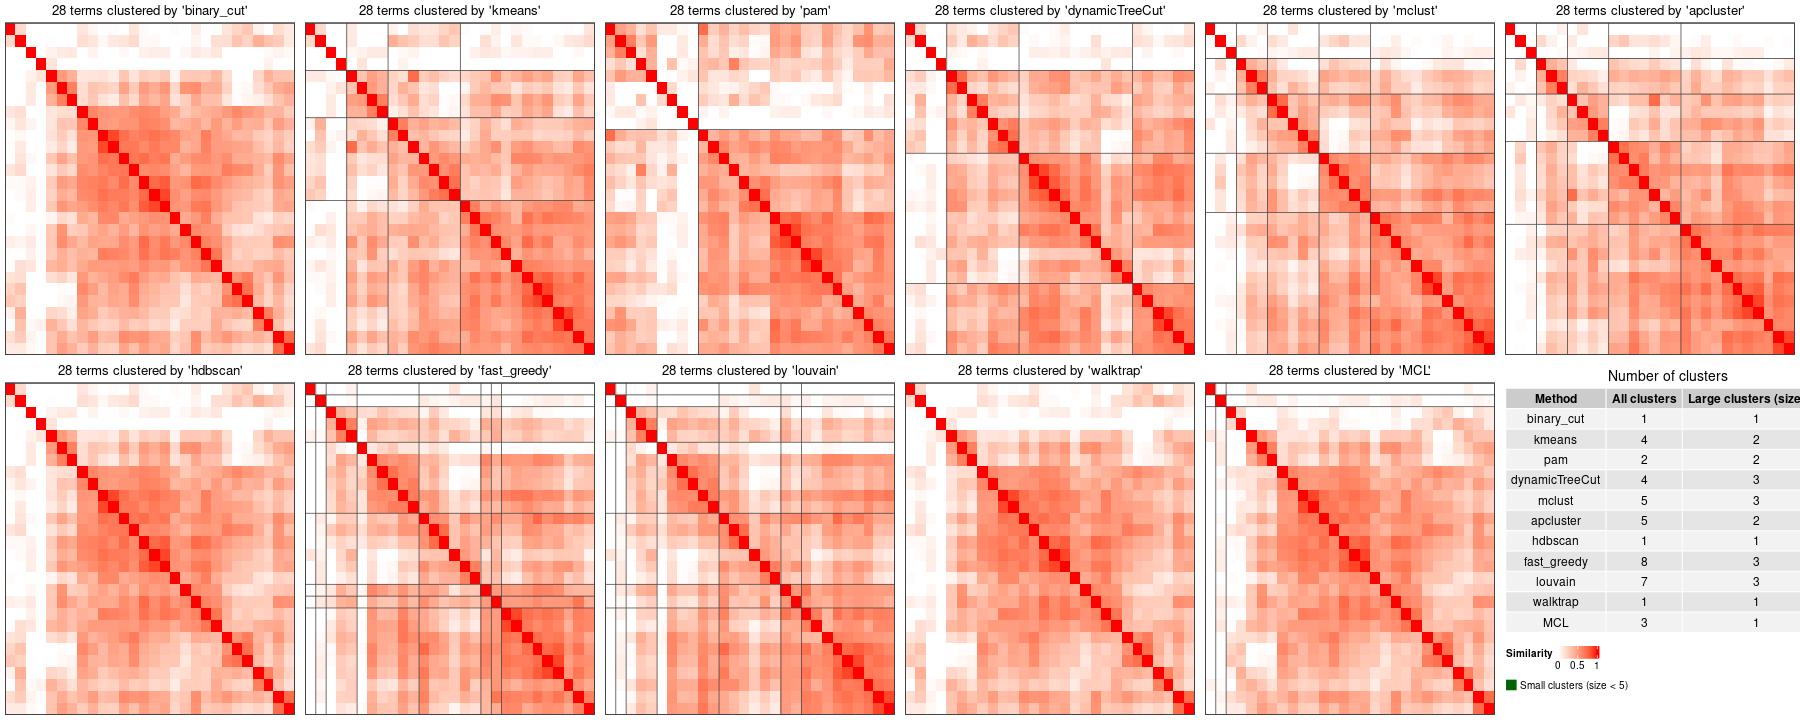 28 terms clustered by 'binary_cut'
28 terms clustered by 'kmeans'
28 terms clustered by 'pam'
28 terms clustered by 'dynamicTreeCut'
28 terms clustered by 'mclust'
28 terms clustered by 'apcluster'
28 terms clustered by 'hdbscan'
28 terms clustered by 'fast_greedy'
28 terms clustered by 'louvain'
28 terms clustered by 'walktrap'
28 terms clustered by 'MCL'
Number of clusters
Method All clusters Large clusters (size
binary_cut 1 1
kmeans 4 2
pam 2 2
dynamicTreeCut 4 3
mclust 5 3
apcluster 5 2
hdbscan 1 1
fast_greedy 8 3
louvain 7 3
walktrap 1 1
MCL 3 1
Similarity
0 0.5 1
Small clusters (size < 5)